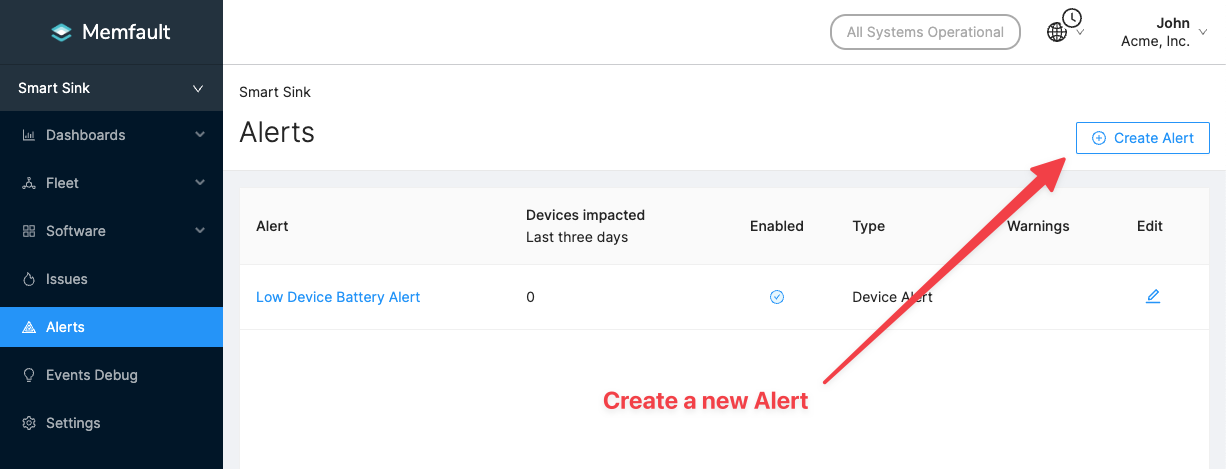 Memfault
All Systems Operational
John
Acme, Inc.
Smart Sink
Dashboards
Fleet
Software
Issues
Alerts
Events Debug
Settings
Smart Sink
Alerts
Create Alert
Alert
Devices impacted
Last three days
Enabled
Type
Warnings
Edit
Low Device Battery Alert
0
Device Alert
Create a new Alert